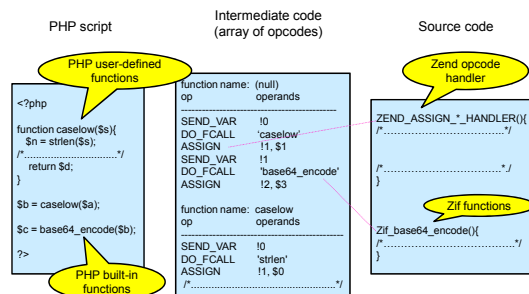 PHP script
Intermediate code
(array of opcodes)
Source code
PHP user-defined
functions
<?php
function caselow($s){
$n = strlen($s);
/*..............................*/
return $d;
}
$b = caselow($a);
$c = base64_encode($b);
?>
PHP built-in
functions
function name: (null)
op operands
--------------------------------------------------
SEND_VAR !0
DO_FCALL 'caselow'
ASSIGN !1, $1
SEND_VAR !1
DO_FCALL 'base64_encode'
ASSIGN !2, $3
function name: caselow
op operands
--------------------------------------------------
SEND_VAR !0
DO_FCALL 'strlen'
ASSIGN !1, $0
/*................................................*/
Zend opcode
handler
ZEND_ASSIGN_*_HANDLER(){
/*..................................*/
/*..................................*./
}
Zif functions
Zif_base64_encode(){
/*..................................*/
}